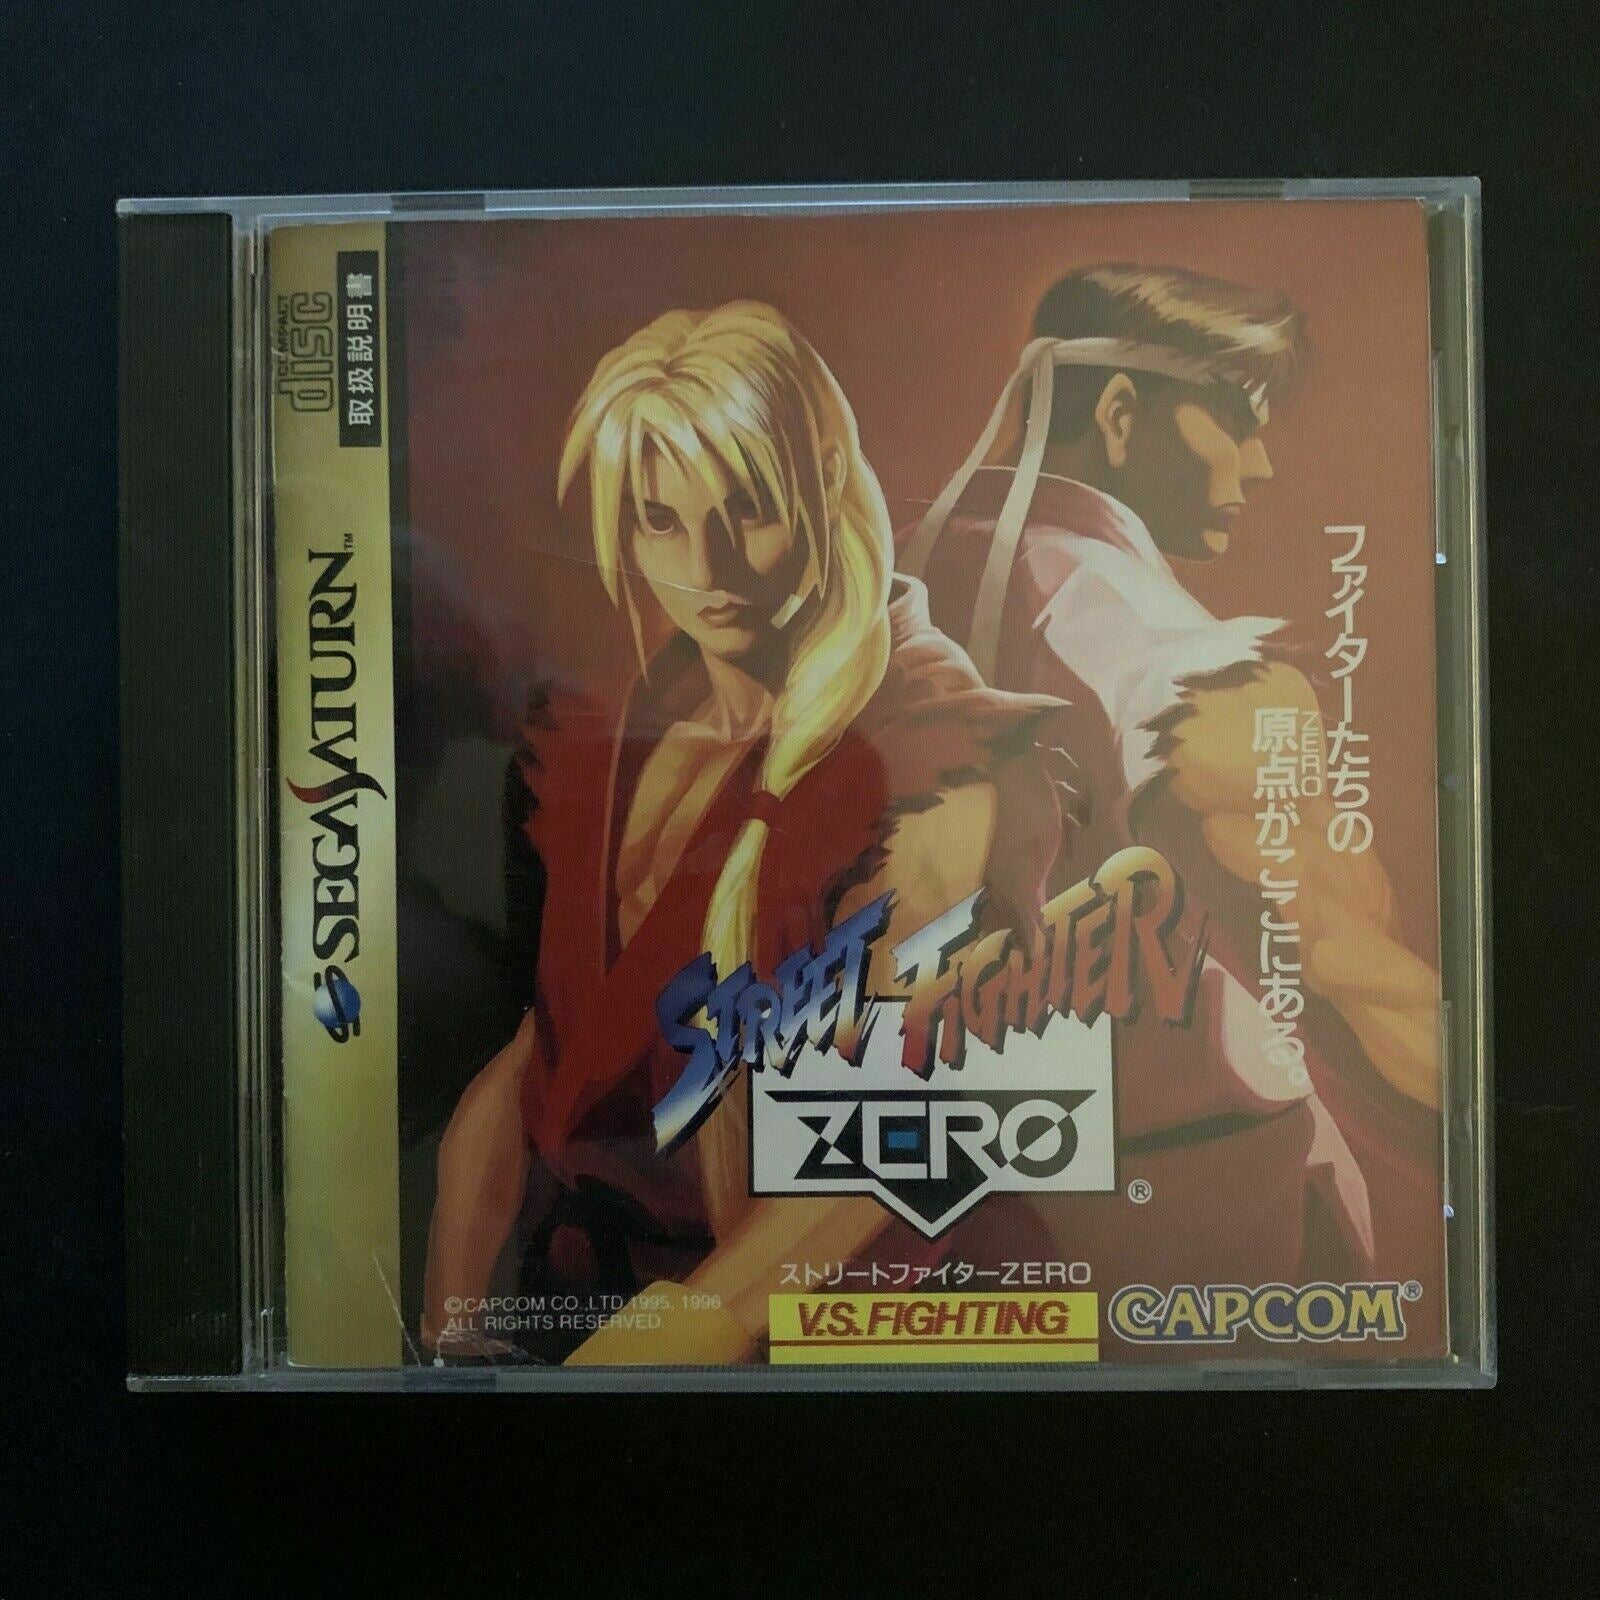 COMPACT
disc
取扱説明書
SEGA SATURN™
ファイターたちの
ZERO
原点がここにある。
STREET FIGHTER
ZERO
®
ストリートファイターZERO
V.S. FIGHTING
CAPCOM®
©CAPCOM CO.,LTD 1995, 1996
ALL RIGHTS RESERVED